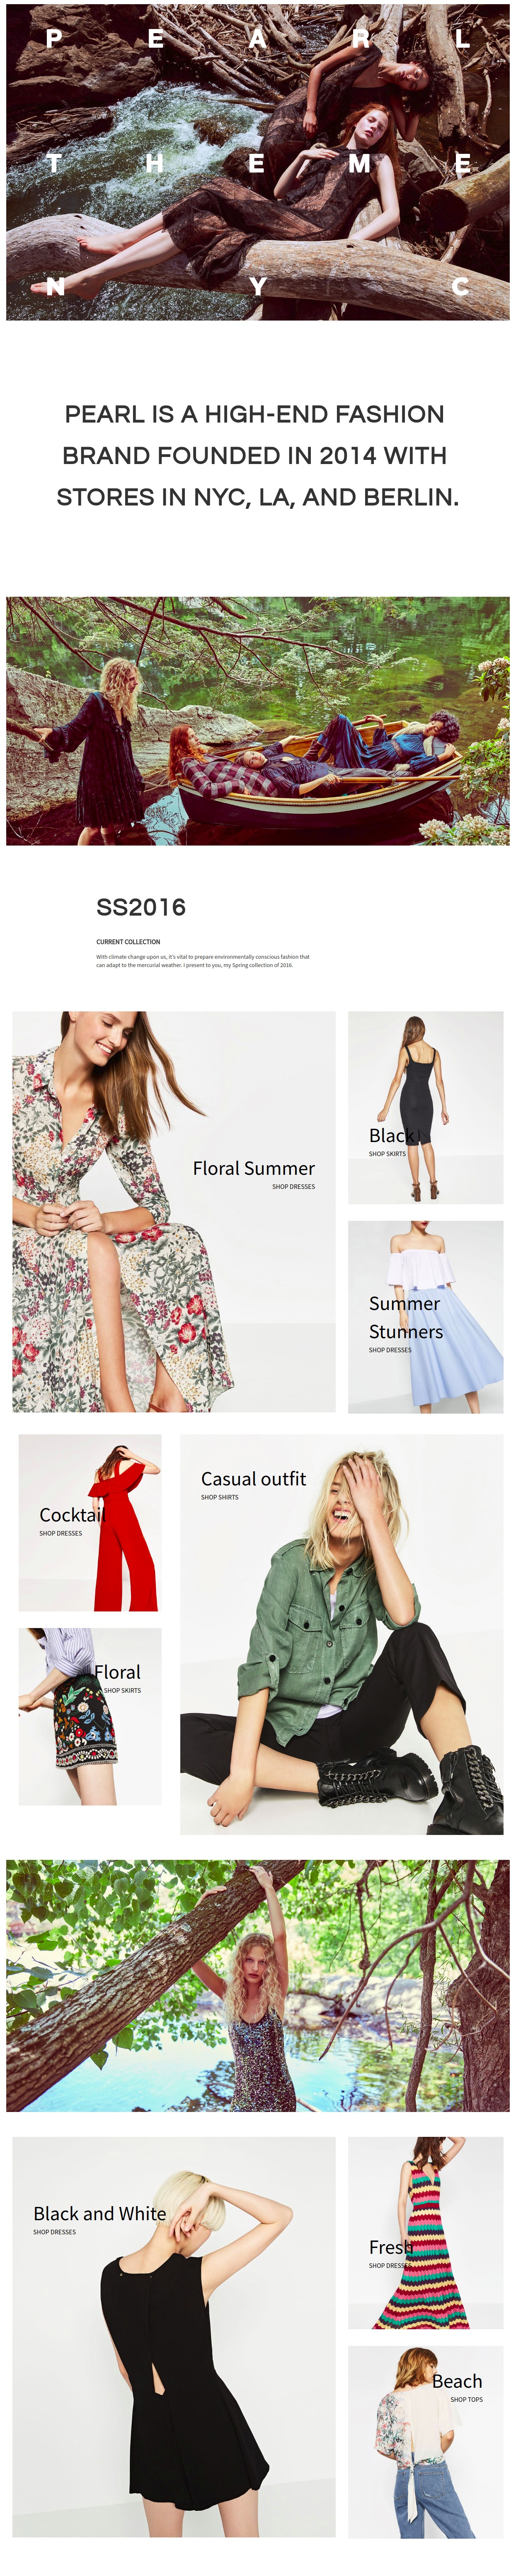 P E A R L
T H E M E
N Y C
PEARL IS A HIGH-END FASHION
BRAND FOUNDED IN 2014 WITH
STORES IN NYC, LA, AND BERLIN.
SS2016
CURRENT COLLECTION
With climate change upon us, it's vital to prepare environmentally conscious fashion that
can adapt to the mercurial weather. I present to you, my Spring collection of 2016.
Floral Summer
SHOP DRESSES
Black
SHOP SKIRTS
Summer
Stunners
SHOP DRESSES
Cocktail
SHOP DRESSES
Floral
SHOP SKIRTS
Casual outfit
SHOP SHIRTS
Black and White
SHOP DRESSES
Fresh
SHOP DRESSES
Beach
SHOP TOPS